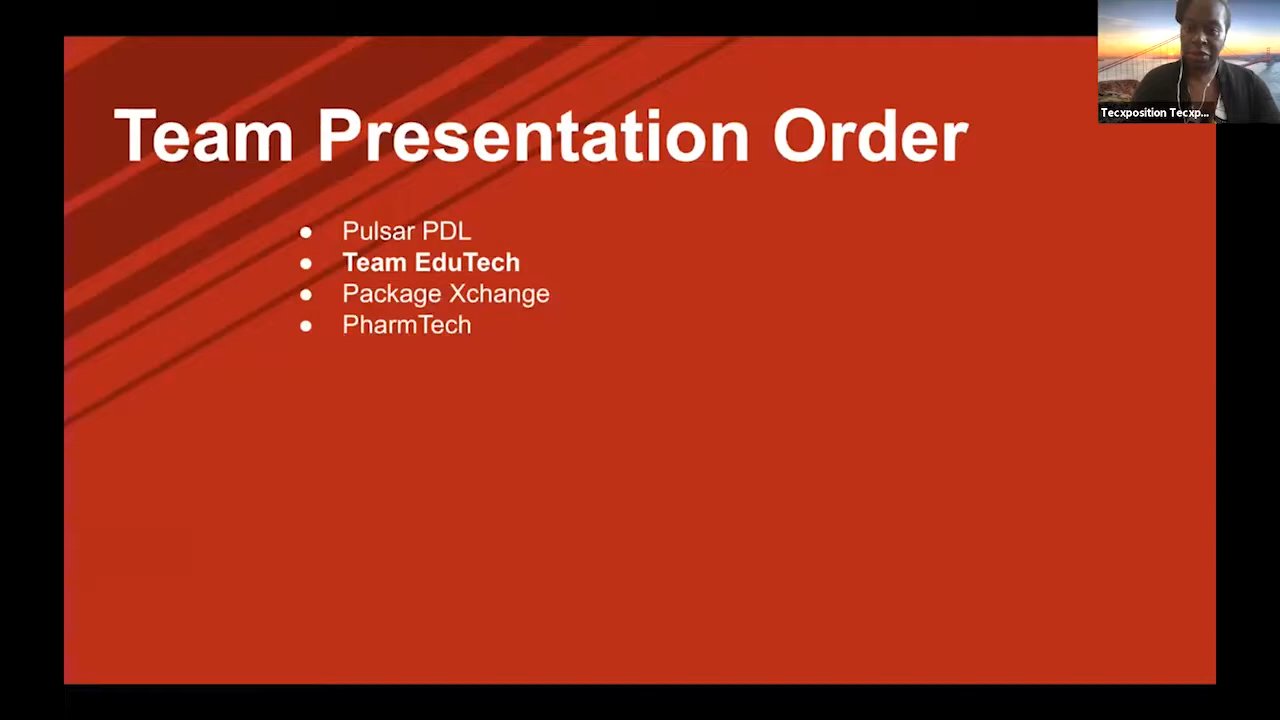 Team Presentation Order
● Pulsar PDL
● Team EduTech
● Package Xchange
● PharmTech
Tecxposition Tecxp...